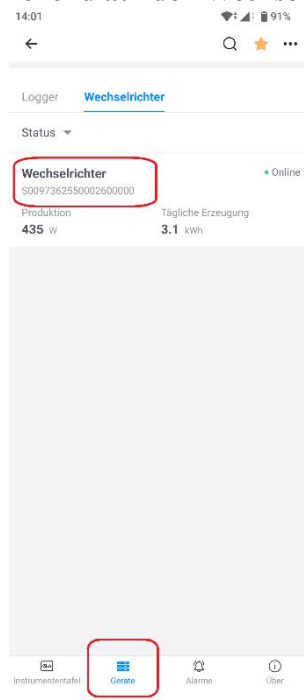 14:01
91%
Logger Wechselrichter
Status
Wechselrichter
Online
S0097362550002600000
Produktion Tägliche Erzeugung
435 W 3.1 kWh
Instrumententafel Geräte Alarme Über